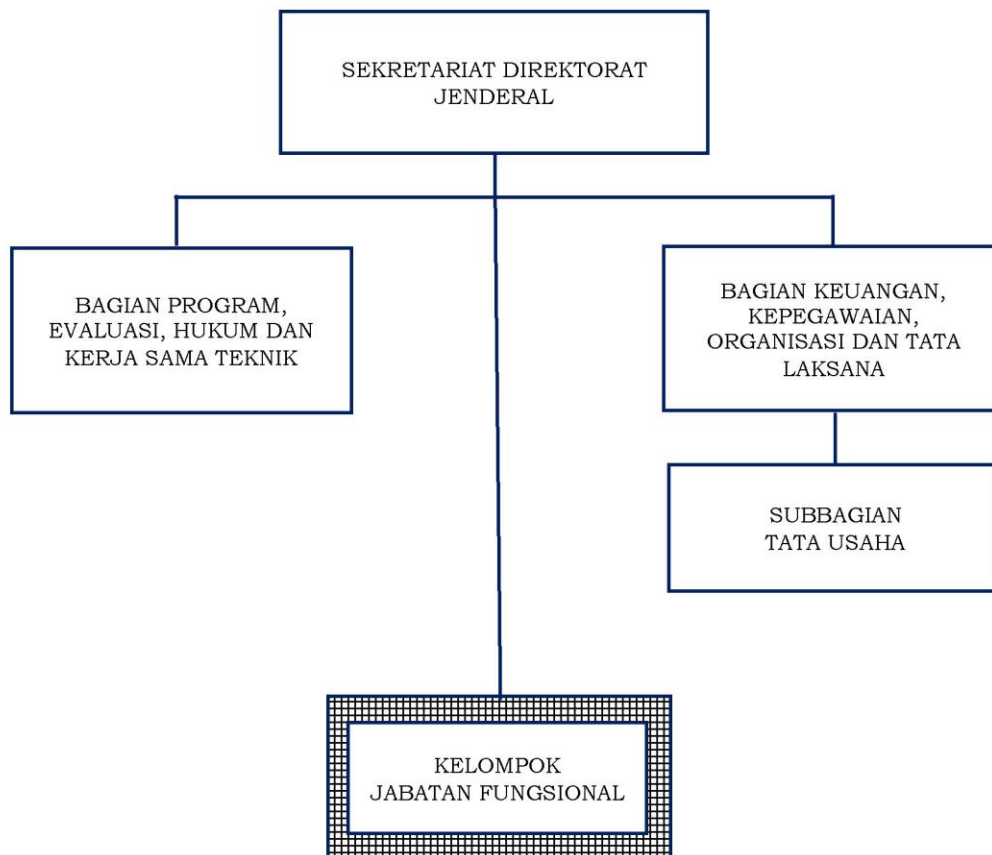 SEKRETARIAT DIREKTORAT
JENDERAL
BAGIAN PROGRAM,
EVALUASI, HUKUM DAN
KERJA SAMA TEKNIK
BAGIAN KEUANGAN,
KEPEGAWAIAN,
ORGANISASI DAN TATA
LAKSANA
SUBBAGIAN
TATA USAHA
KELOMPOK
JABATAN FUNGSIONAL